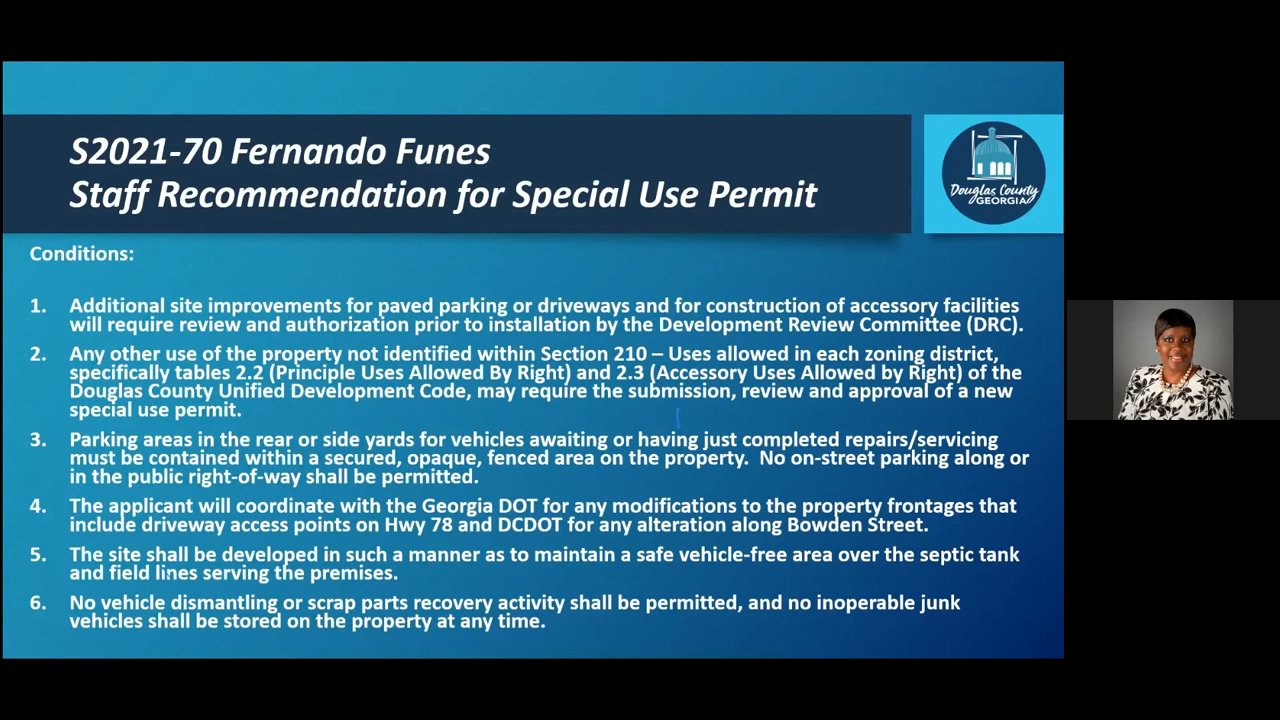 S2021-70 Fernando Funes
Staff Recommendation for Special Use Permit
Douglas County
GEORGIA
Conditions:
1. Additional site improvements for paved parking or driveways and for construction of accessory facilities
will require review and authorization prior to installation by the Development Review Committee (DRC).
2. Any other use of the property not identified within Section 210 – Uses allowed in each zoning district,
specifically tables 2.2 (Principle Uses Allowed By Right) and 2.3 (Accessory Uses Allowed by Right) of the
Douglas County Unified Development Code, may require the submission, review and approval of a new
special use permit.
3. Parking areas in the rear or side yards for vehicles awaiting or having just completed repairs/servicing
must be contained within a secured, opaque, fenced area on the property. No on-street parking along or
in the public right-of-way shall be permitted.
4. The applicant will coordinate with the Georgia DOT for any modifications to the property frontages that
include driveway access points on Hwy 78 and DCDOT for any alteration along Bowden Street.
5. The site shall be developed in such a manner as to maintain a safe vehicle-free area over the septic tank
and field lines serving the premises.
6. No vehicle dismantling or scrap parts recovery activity shall be permitted, and no inoperable junk
vehicles shall be stored on the property at any time.